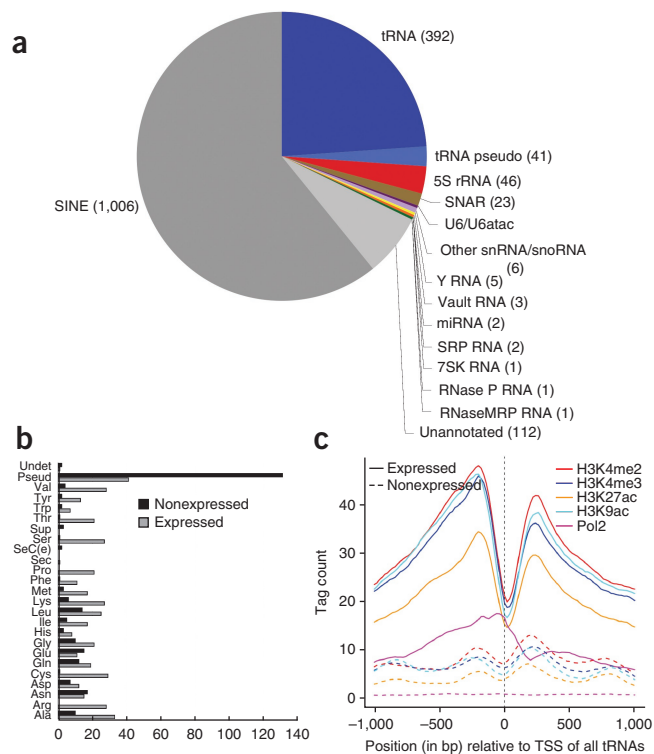 a
tRNA (392)
tRNA pseudo (41)
5S rRNA (46)
SNAR (23)
U6/U6atac
Other snRNA/snoRNA
(6)
Y RNA (5)
Vault RNA (3)
miRNA (2)
SRP RNA (2)
7SK RNA (1)
RNase P RNA (1)
RNaseMRP RNA (1)
Unannotated (112)
SINE (1,006)
b
Undet
Pseud
Val
Tyr
Trp
Thr
Sup
Ser
SeC(e)
Sec
Pro
Phe
Met
Lys
Leu
Ile
His
Gly
Glu
Gln
Cys
Asp
Asn
Arg
Ala
Nonexpressed
Expressed
0 20 40 60 80 100 120 140
c
Expressed
Nonexpressed
H3K4me2
H3K4me3
H3K27ac
H3K9ac
Pol2
Tag count
40
30
20
10
0
–1,000 –500 0 500 1,000
Position (in bp) relative to TSS of all tRNAs